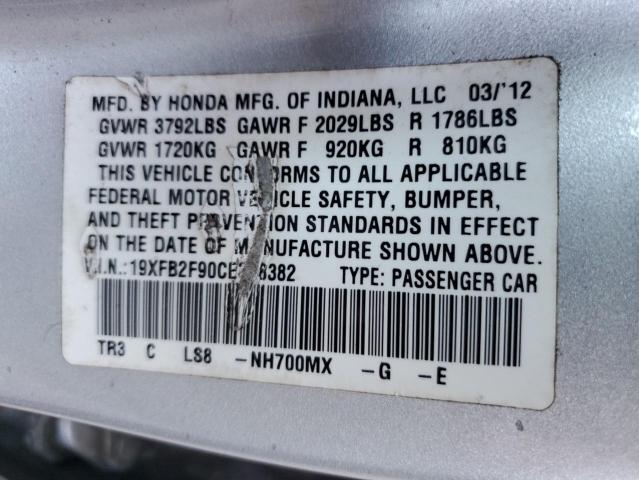 MFD. BY HONDA MFG. OF INDIANA, LLC 03/'12
GVWR 3792LBS GAWR F 2029LBS R 1786LBS
GVWR 1720KG GAWR F 920KG R 810KG
THIS VEHICLE CONFORMS TO ALL APPLICABLE
FEDERAL MOTOR VEHICLE SAFETY, BUMPER,
AND THEFT PREVENTION STANDARDS IN EFFECT
ON THE DATE OF MANUFACTURE SHOWN ABOVE.
V.I.N.: TYPE: PASSENGER CAR
TR3 C LS8 -NH700MX -G -E